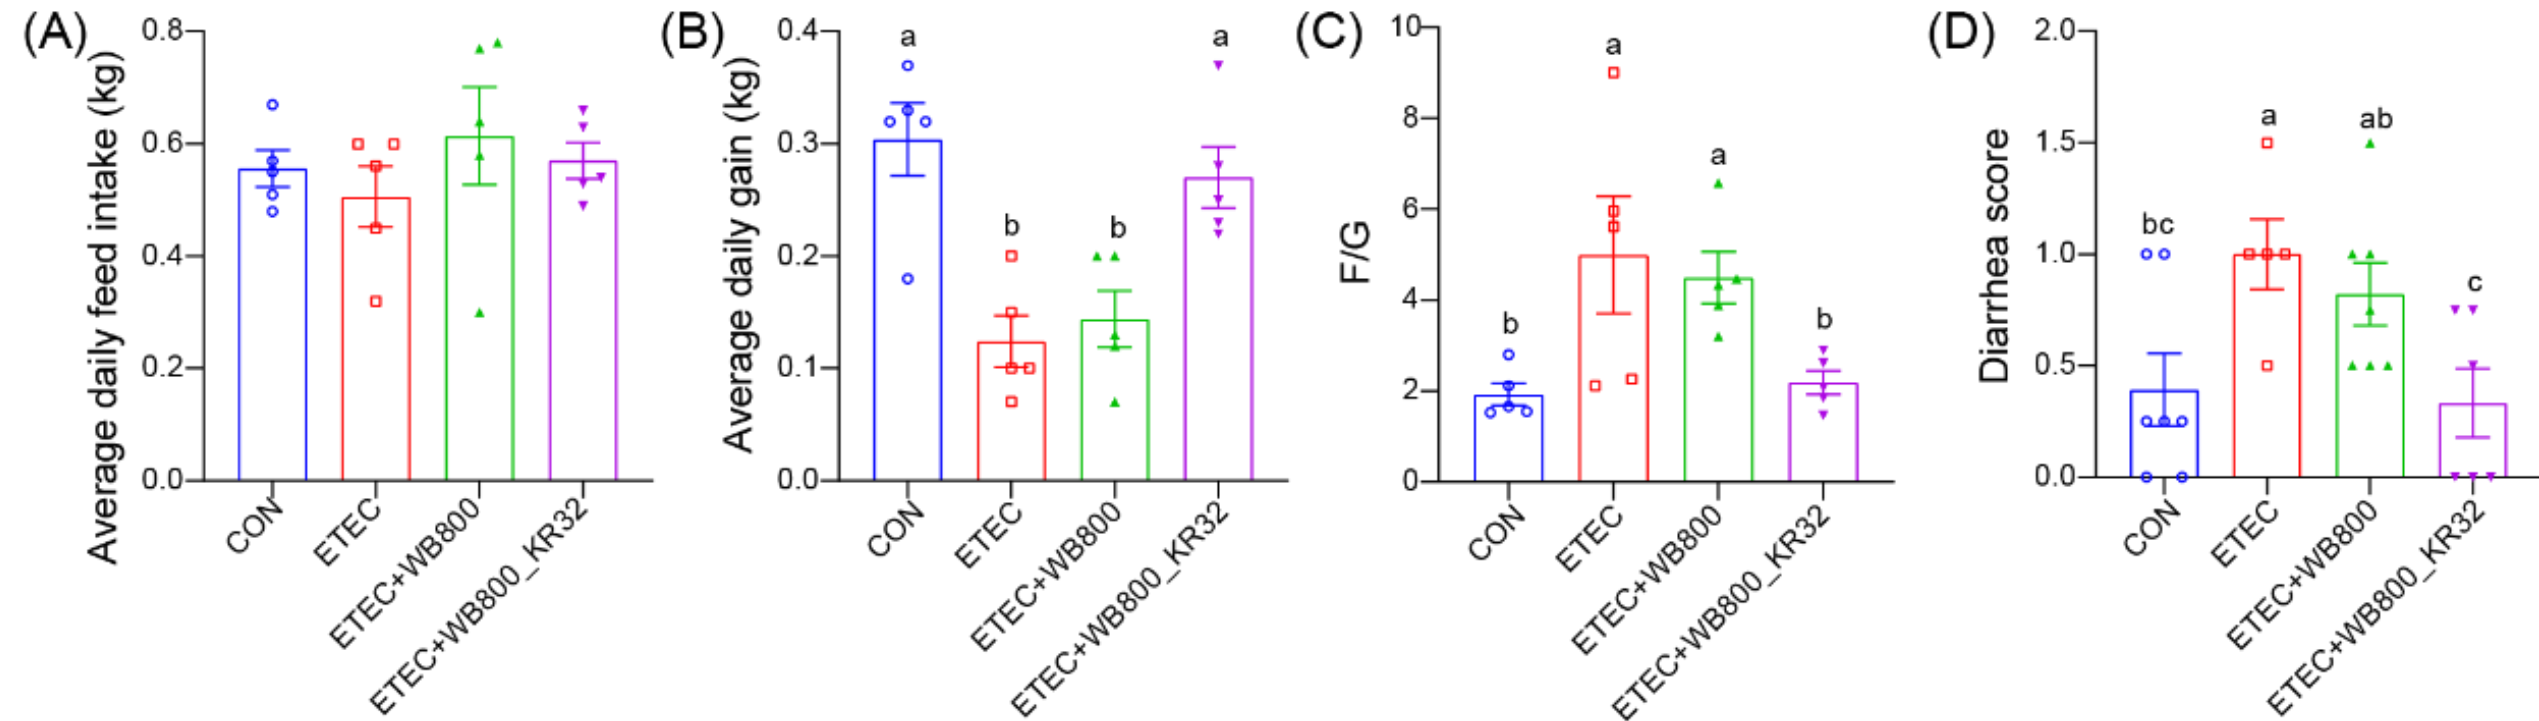 (A)
Average daily feed intake (kg)
0.8
0.6
0.4
0.2
0.0
CON
ETEC
ETEC+WB800
ETEC+WB800_KR32
(B)
Average daily gain (kg)
0.4
0.3
0.2
0.1
0.0
a
b
b
a
CON
ETEC
ETEC+WB800
ETEC+WB800_KR32
(C)
F/G
10
8
6
4
2
0
b
a
a
b
CON
ETEC
ETEC+WB800
ETEC+WB800_KR32
(D)
Diarrhea score
2.0
1.5
1.0
0.5
0.0
bc
a
ab
c
CON
ETEC
ETEC+WB800
ETEC+WB800_KR32